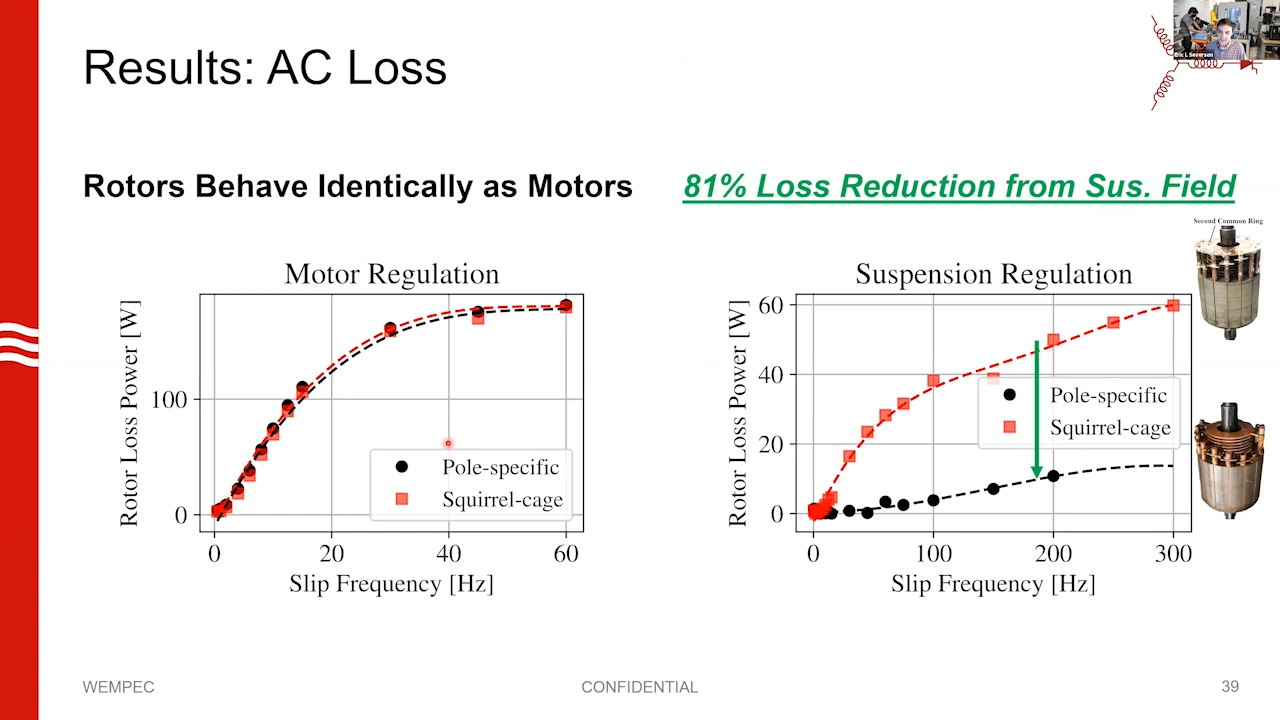 Results: AC Loss
Eric L Severson
Rotors Behave Identically as Motors
81% Loss Reduction from Sus. Field
Second Common Ring
Motor Regulation
Rotor Loss Power [W]
100
0
Pole-specific
Squirrel-cage
0 20 40 60
Slip Frequency [Hz]
Suspension Regulation
Rotor Loss Power [W]
60
40
20
0
Pole-specific
Squirrel-cage
0 100 200 300
Slip Frequency [Hz]
WEMPEC
CONFIDENTIAL
39